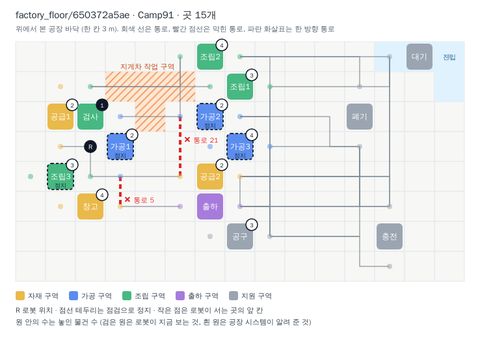 factory_floor/650372a5ae · Camp91 · 곳 15개
위에서 본 공장 바닥 (한 칸 3 m). 회색 선은 통로, 빨간 점선은 막힌 통로, 파란 화살표는 한 방향 통로
조립2 4
대기
진입
지게차 작업 구역
조립1 3
공급1 2
검사 1
가공2 2
폐기
통로 21
R
가공1 2
정지
가공3 4
정지
조립3 3
정지
공급2 2
창고 4
통로 5
출하
공구 3
충전
자재 구역
가공 구역
조립 구역
출하 구역
지원 구역
R 로봇 위치 · 점선 테두리는 점검으로 정지 · 작은 점은 로봇이 서는 곳의 앞 칸
원 안의 수는 놓인 물건 수 (검은 원은 로봇이 지금 보는 것, 흰 원은 공장 시스템이 알려 준 것)